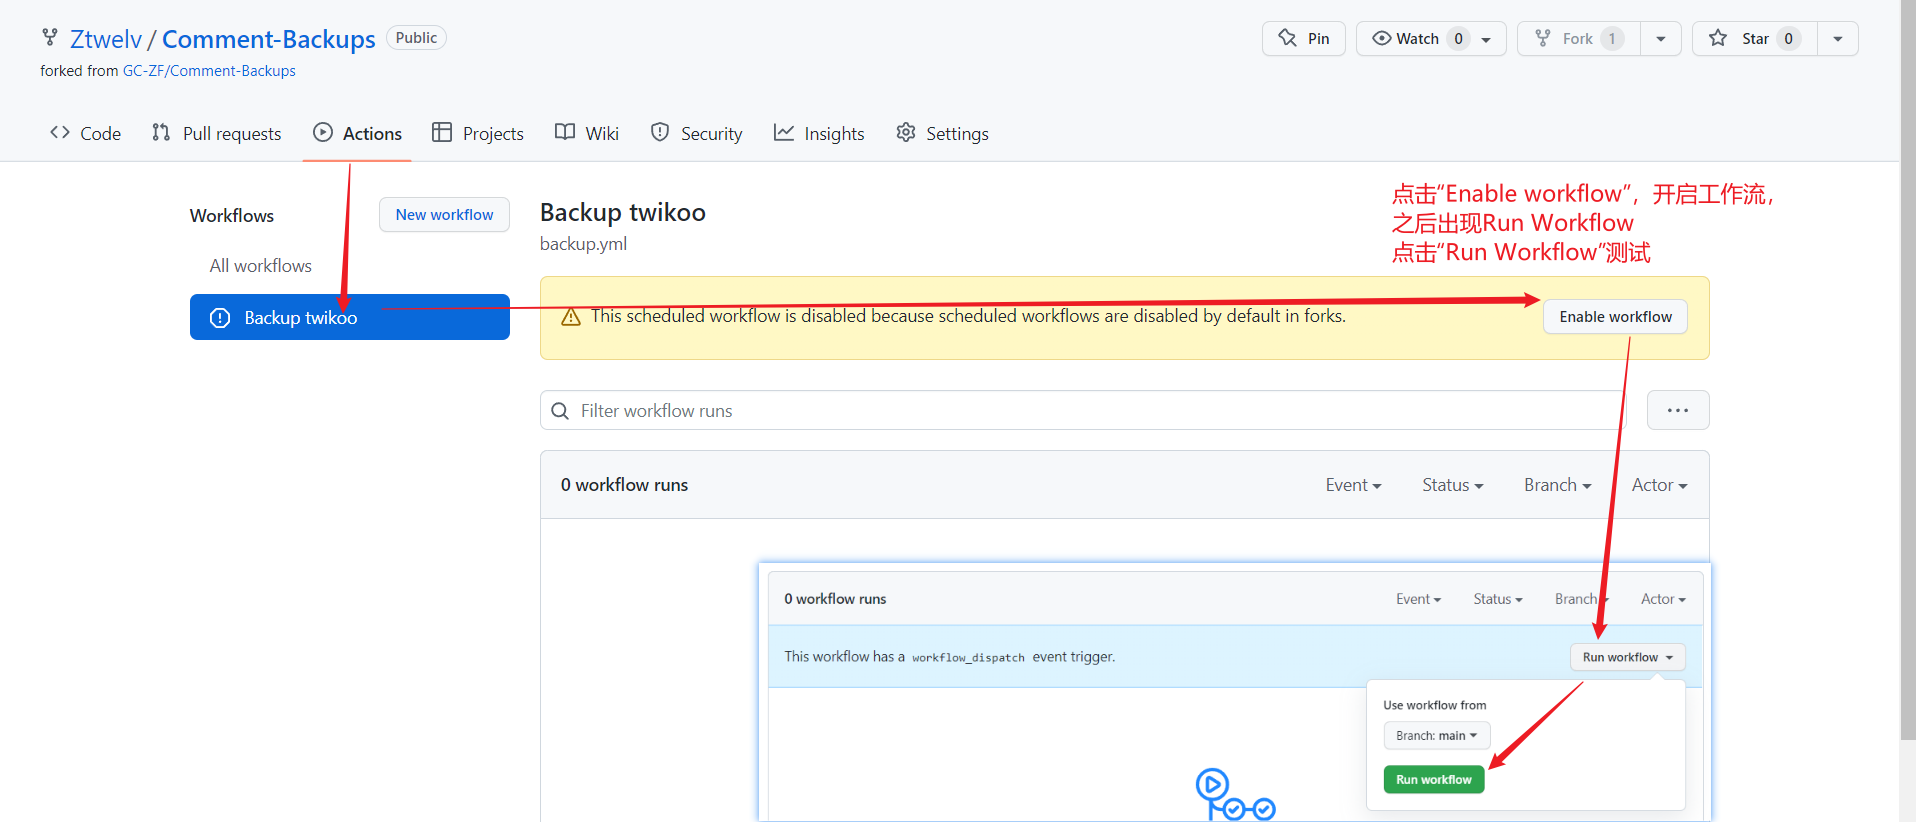 Ztwelv / Comment-Backups Public
Pin
Watch 0
Fork 1
Star 0
forked from GC-ZF/Comment-Backups
Code
Pull requests
Actions
Projects
Wiki
Security
Insights
Settings
Workflows
New workflow
All workflows
Backup twikoo
Backup twikoo
backup.yml
点击“Enable workflow”，开启工作流，
之后出现Run Workflow
点击“Run Workflow”测试
This scheduled workflow is disabled because scheduled workflows are disabled by default in forks.
Enable workflow
Filter workflow runs
0 workflow runs
Event
Status
Branch
Actor
0 workflow runs
Event
Status
Branch
Actor
This workflow has a workflow_dispatch event trigger.
Run workflow
Use workflow from
Branch: main
Run workflow